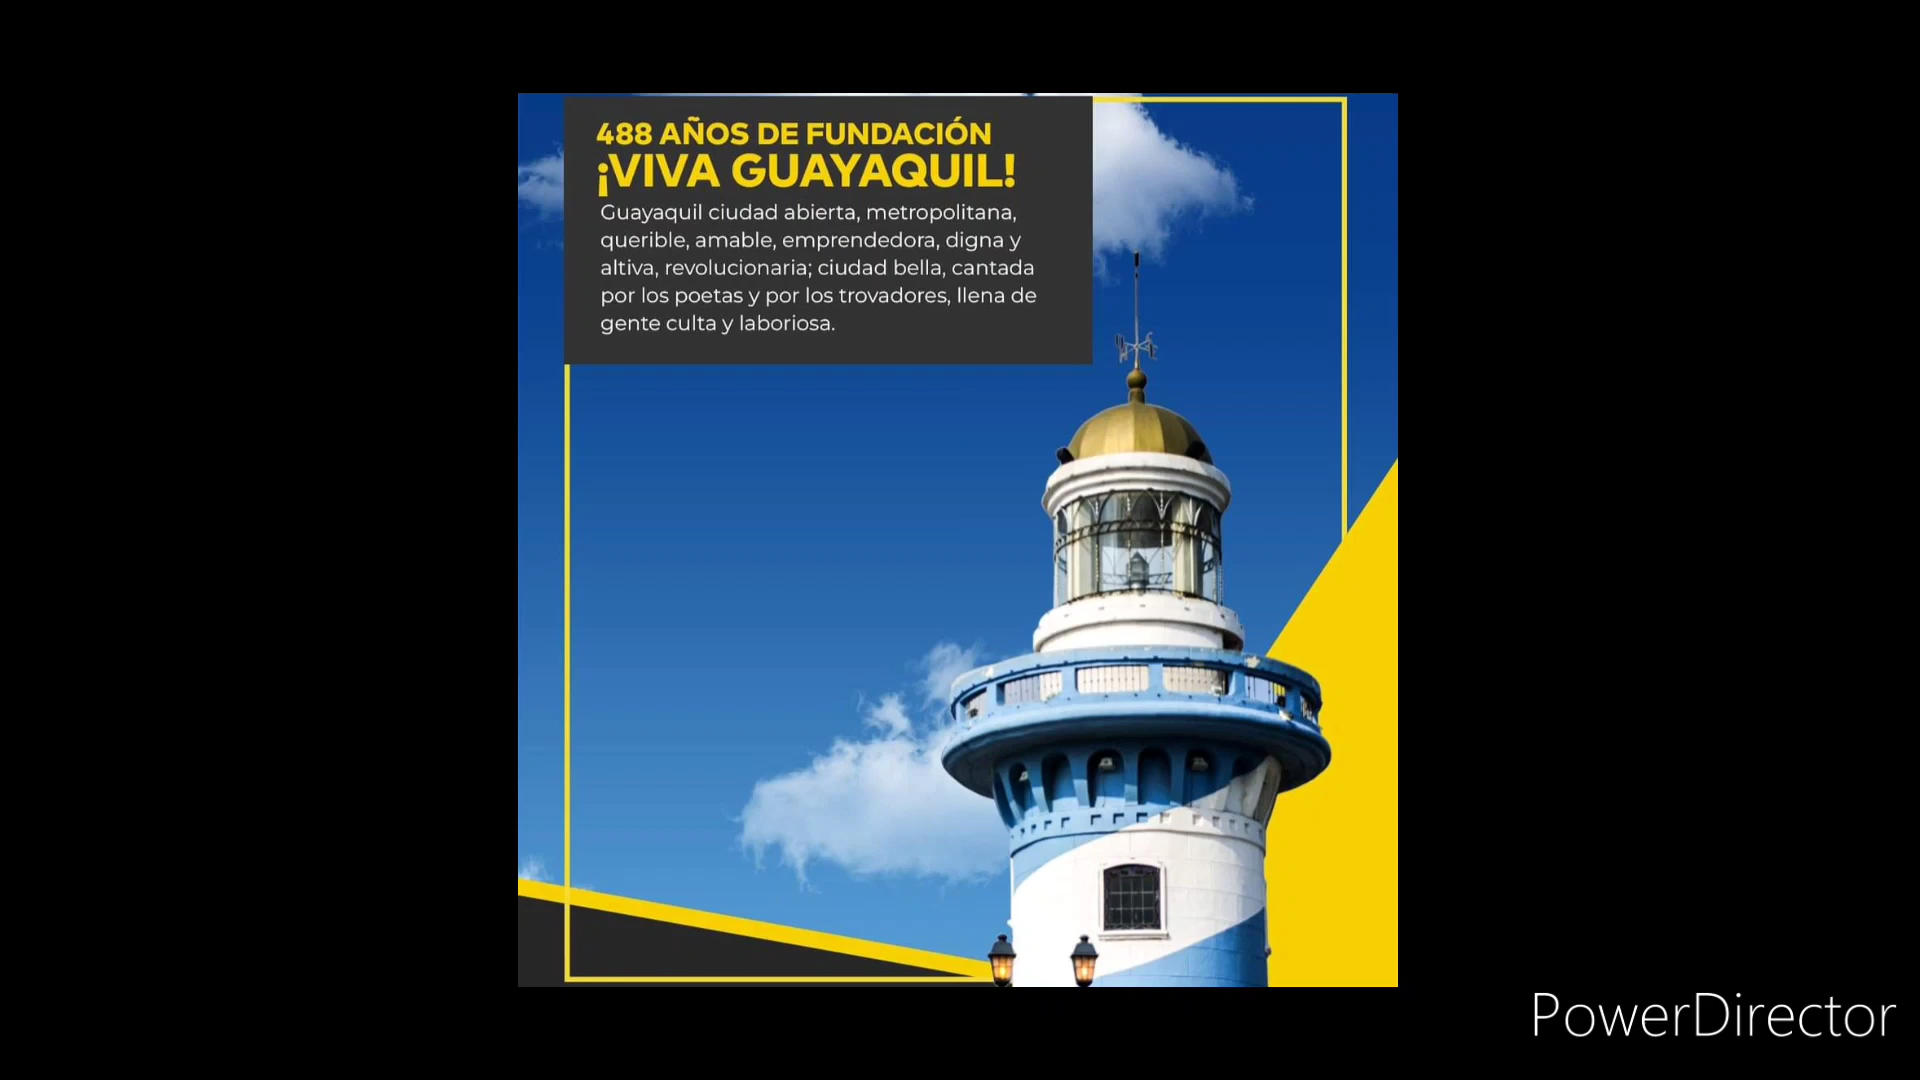 488 AÑOS DE FUNDACIÓN
¡VIVA GUAYAQUIL!
Guayaquil ciudad abierta, metropolitana,
querible, amable, emprendedora, digna y
altiva, revolucionaria; ciudad bella, cantada
por los poetas y por los trovadores, llena de
gente culta y laboriosa.
PowerDirector